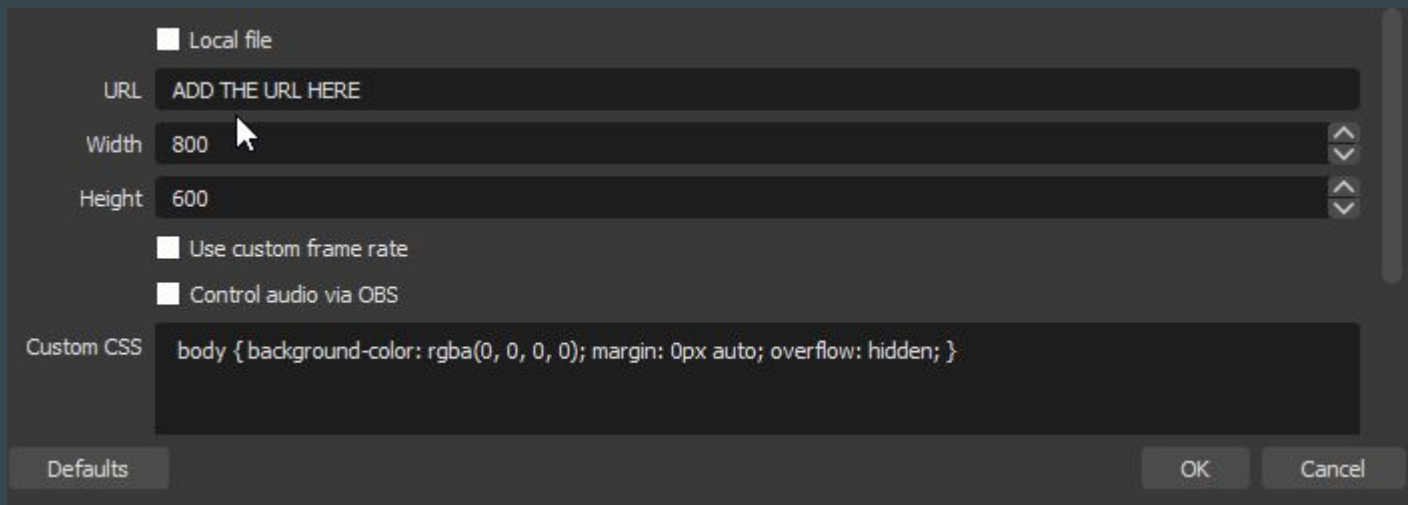 Local file
URL ADD THE URL HERE
Width 800
Height 600
Use custom frame rate
Control audio via OBS
Custom CSS body { background-color: rgba(0, 0, 0, 0); margin: 0px auto; overflow: hidden; }
Defaults OK Cancel